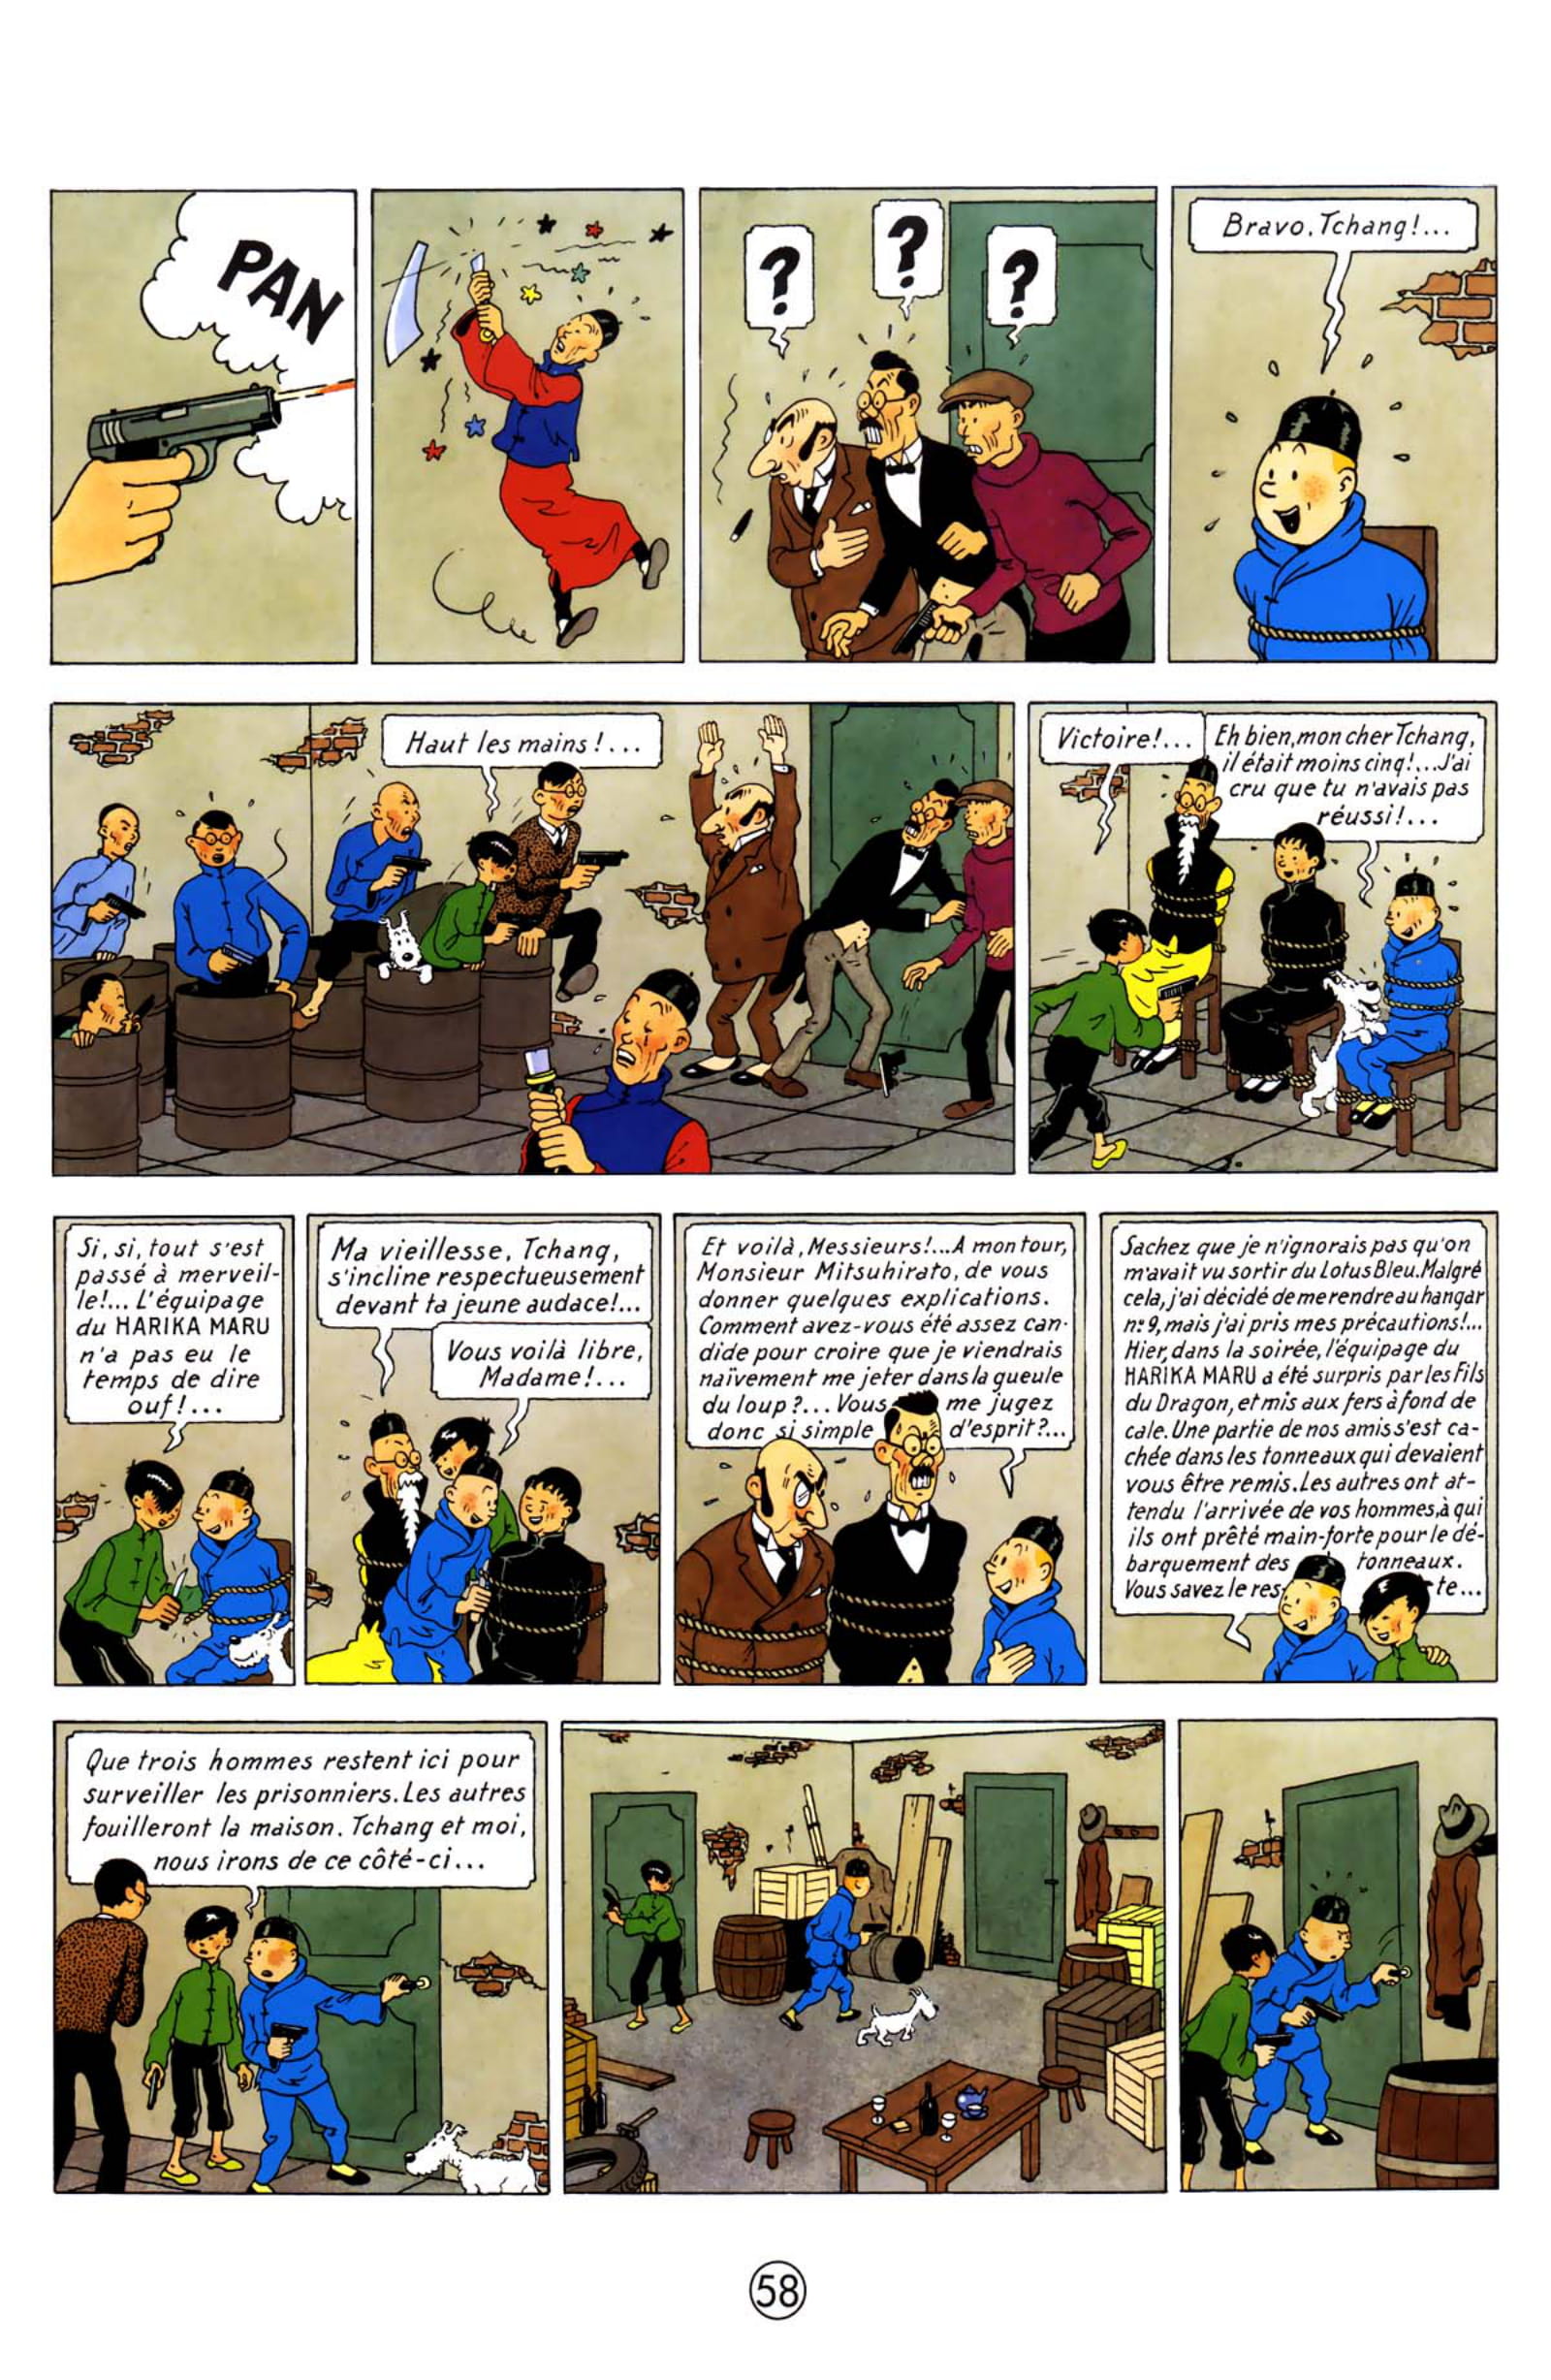 PAN
?
?
?
Bravo, Tchang!...
Haut les mains!...
Victoire!...
Eh bien, mon cher Tchang,
il était moins cinq!... J'ai
cru que tu n'avais pas
réussi!...
Si, si, tout s'est
passé à merveil-
le!... L'équipage
du HARIKA MARU
n'a pas eu le
temps de dire
ouf!...
Ma vieillesse, Tchang,
s'incline respectueusement
devant ta jeune audace!...
Vous voilà libre,
Madame!...
Et voilà, Messieurs!... A mon tour,
Monsieur Mitsuhirato, de vous
donner quelques explications.
Comment avez-vous été assez can-
dide pour croire que je viendrais
naïvement me jeter dans la gueule
du loup?... Vous me jugez
donc si simple d'esprit?...
Sachez que je n'ignorais pas qu'on
m'avait vu sortir du Lotus Bleu. Malgré
cela, j'ai décidé de me rendre au hangar
n° 9, mais j'ai pris mes précautions!...
Hier, dans la soirée, l'équipage du
HARIKA MARU a été surpris par les Fils
du Dragon, et mis aux fers à fond de
cale. Une partie de nos amis s'est ca-
chée dans les tonneaux qui devaient
vous être remis. Les autres ont at-
tendu l'arrivée de vos hommes, à qui
ils ont prêté main-forte pour le dé-
barquement des tonneaux.
Vous savez le res-te...
Que trois hommes restent ici pour
surveiller les prisonniers. Les autres
fouilleront la maison. Tchang et moi,
nous irons de ce côté-ci...
58